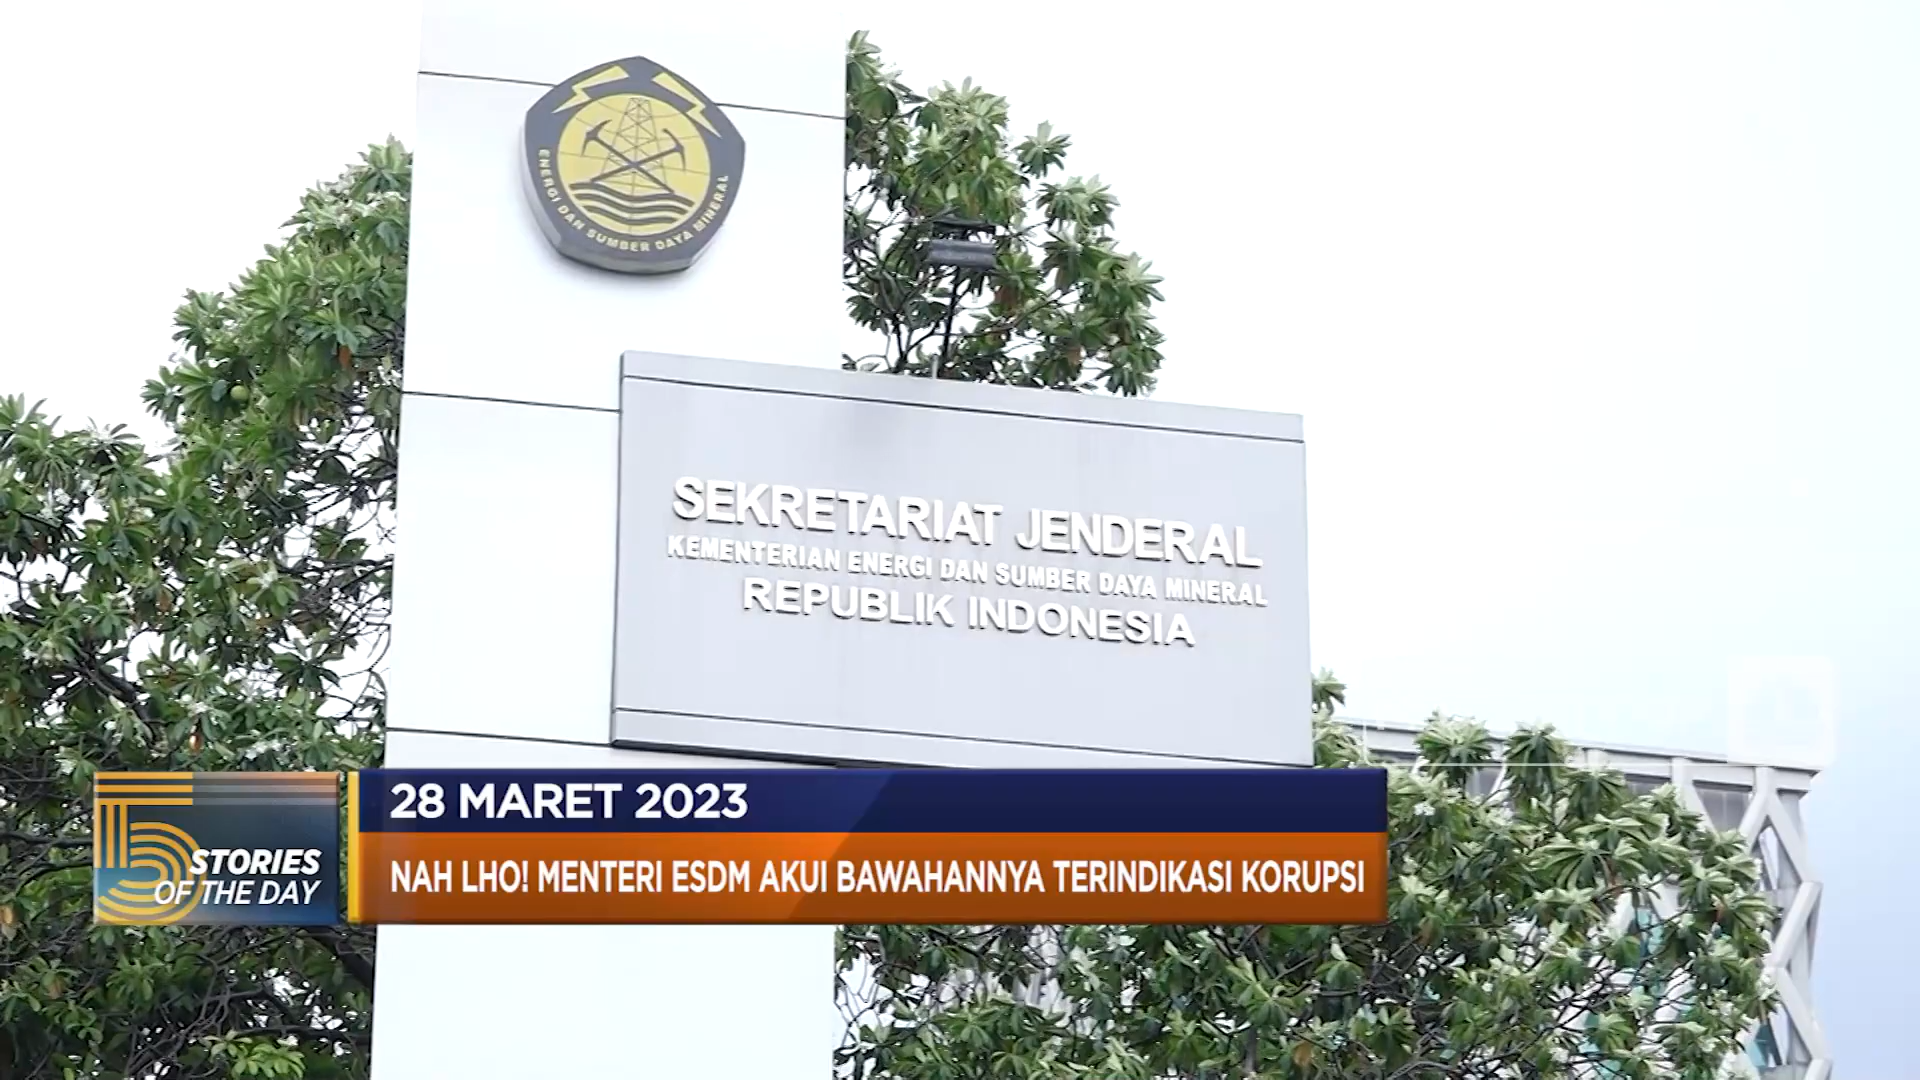 ENERGI DAN SUMBER DAYA MINERAL
SEKRETARIAT JENDERAL
KEMENTERIAN ENERGI DAN SUMBER DAYA MINERAL
REPUBLIK INDONESIA
5 STORIES
OF THE DAY
28 MARET 2023
NAH LHO! MENTERI ESDM AKUI BAWAHANNYA TERINDIKASI KORUPSI